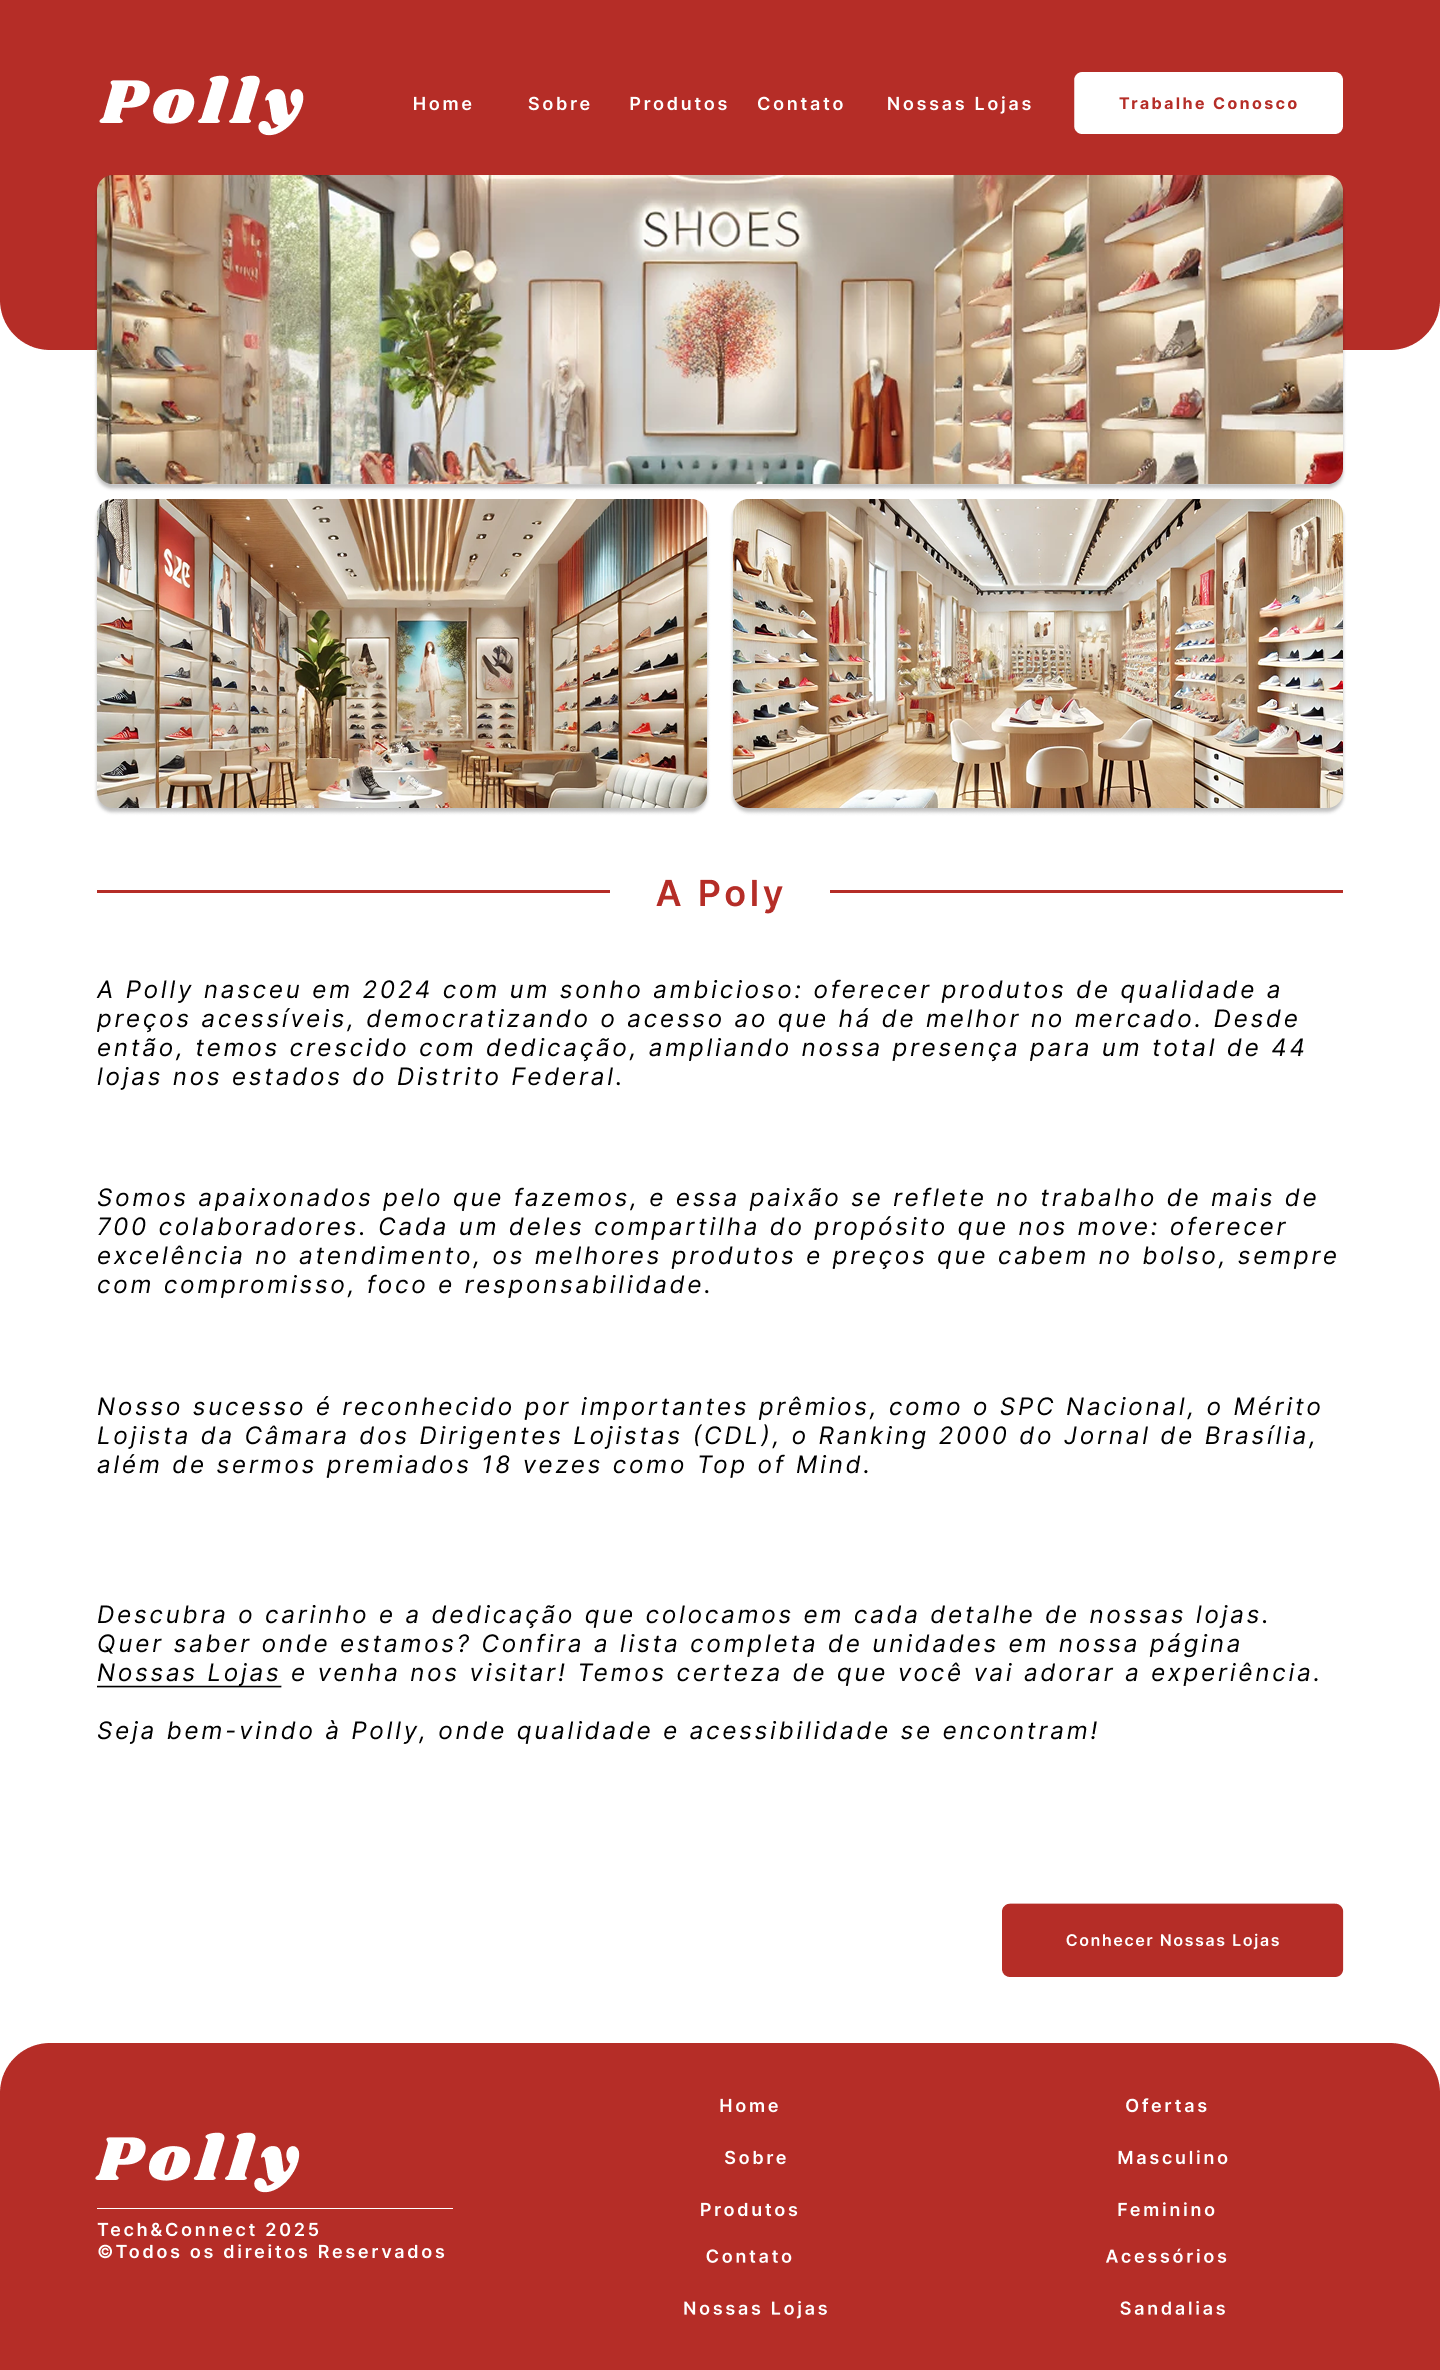 Polly
Home Sobre Produtos Contato Nossas Lojas Trabalhe Conosco
SHOES
A Poly
A Polly nasceu em 2024 com um sonho ambicioso: oferecer produtos de qualidade a
preços acessíveis, democratizando o acesso ao que há de melhor no mercado. Desde
então, temos crescido com dedicação, ampliando nossa presença para um total de 44
lojas nos estados do Distrito Federal.
Somos apaixonados pelo que fazemos, e essa paixão se reflete no trabalho de mais de
700 colaboradores. Cada um deles compartilha do propósito que nos move: oferecer
excelência no atendimento, os melhores produtos e preços que cabem no bolso, sempre
com compromisso, foco e responsabilidade.
Nosso sucesso é reconhecido por importantes prêmios, como o SPC Nacional, o Mérito
Lojista da Câmara dos Dirigentes Lojistas (CDL), o Ranking 2000 do Jornal de Brasília,
além de sermos premiados 18 vezes como Top of Mind.
Descubra o carinho e a dedicação que colocamos em cada detalhe de nossas lojas.
Quer saber onde estamos? Confira a lista completa de unidades em nossa página
Nossas Lojas e venha nos visitar! Temos certeza de que você vai adorar a experiência.
Seja bem-vindo à Polly, onde qualidade e acessibilidade se encontram!
Conhecer Nossas Lojas
Polly
Tech&Connect 2025
©Todos os direitos Reservados
Home
Sobre
Produtos
Contato
Nossas Lojas
Ofertas
Masculino
Feminino
Acessórios
Sandalias